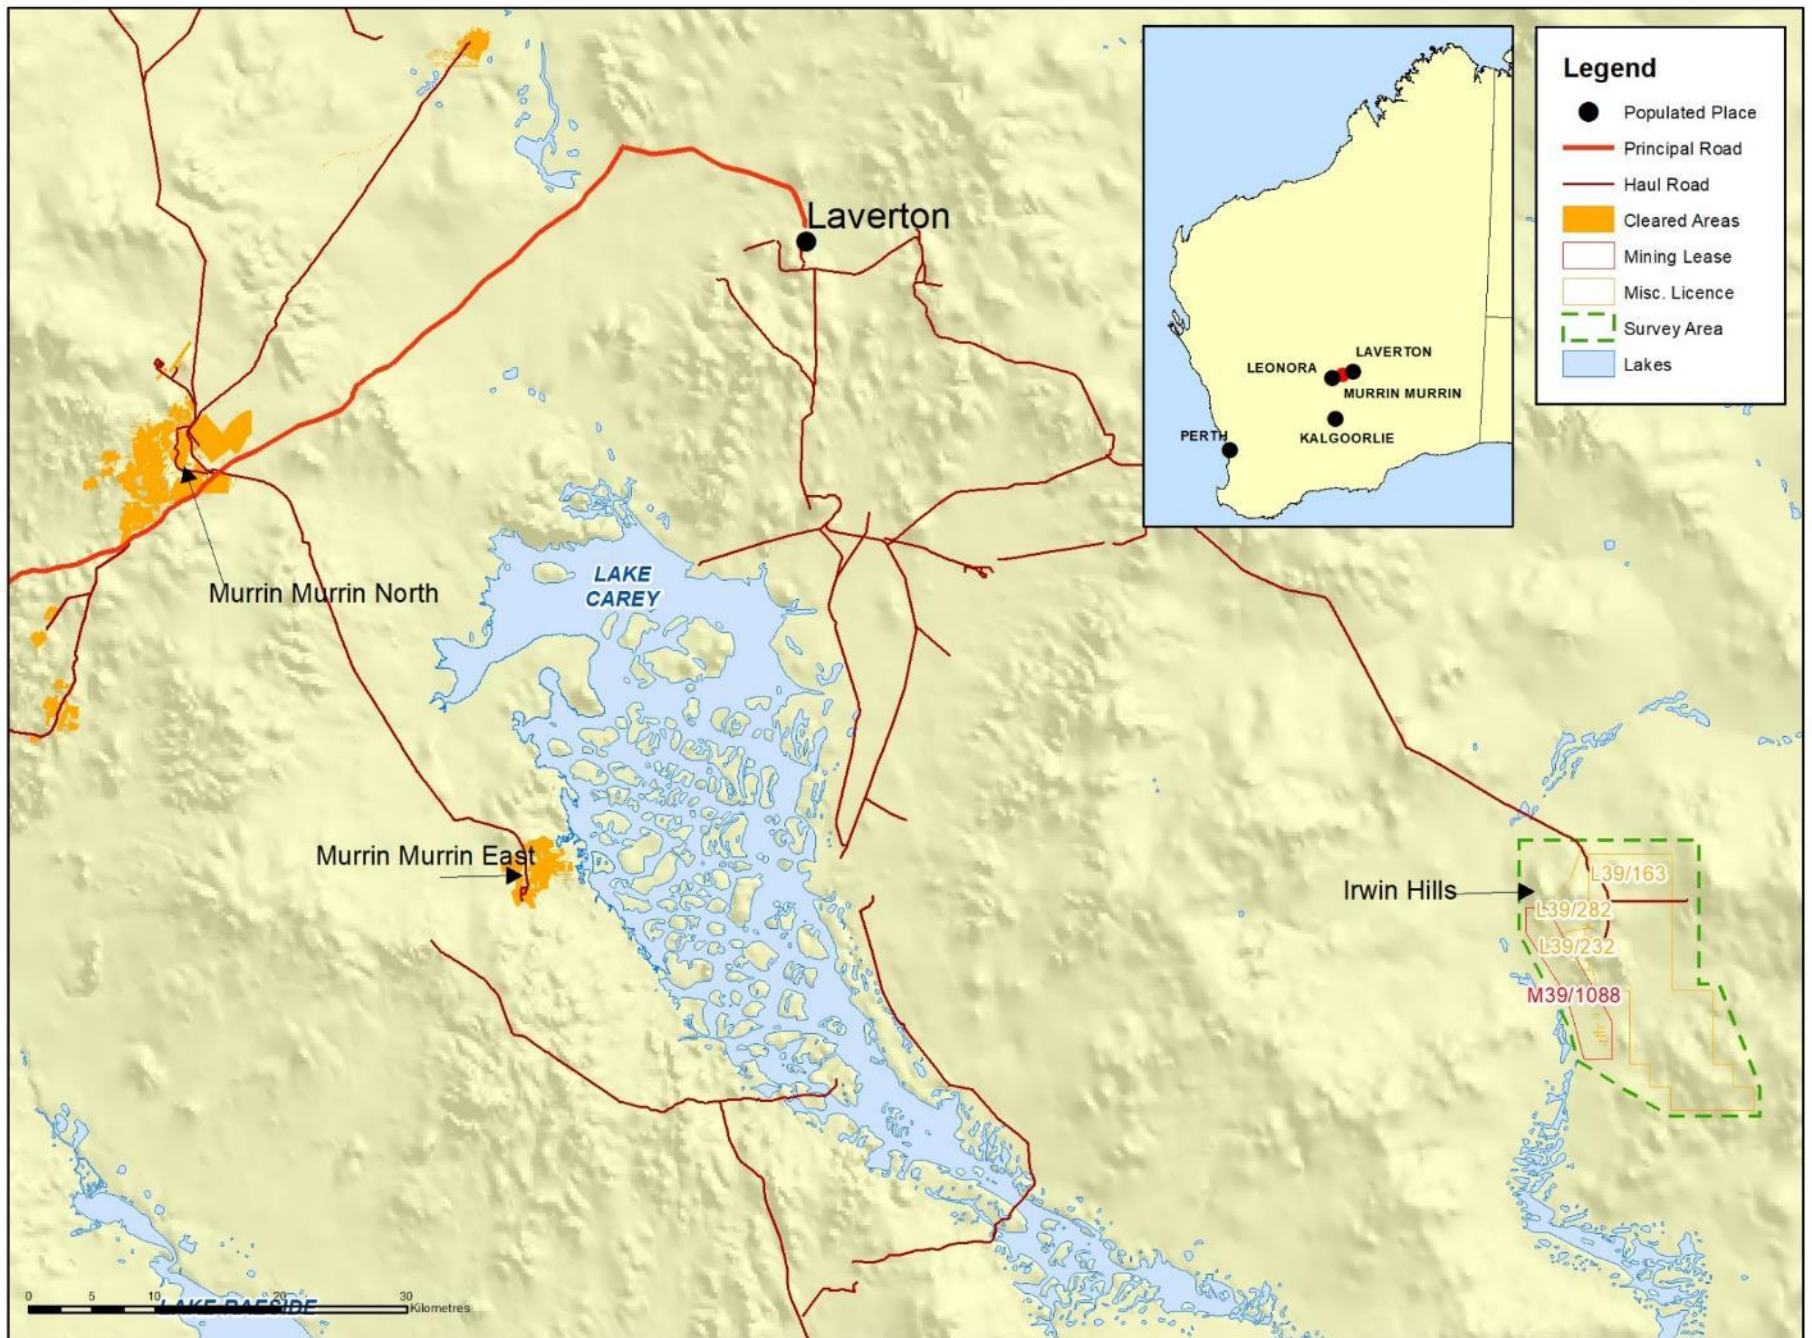 Laverton
Murrin Murrin North
LAKE
CAREY
Murrin Murrin East
Irwin Hills
L39/163
L39/282
L39/232
M39/1088
LEONORA
LAVERTON
MURRIN MURRIN
PERTH
KALGOORLIE
Legend
Populated Place
Principal Road
Haul Road
Cleared Areas
Mining Lease
Misc. Licence
Survey Area
Lakes
0 5 10 20 30
Kilometres
LAKE RAESIDE